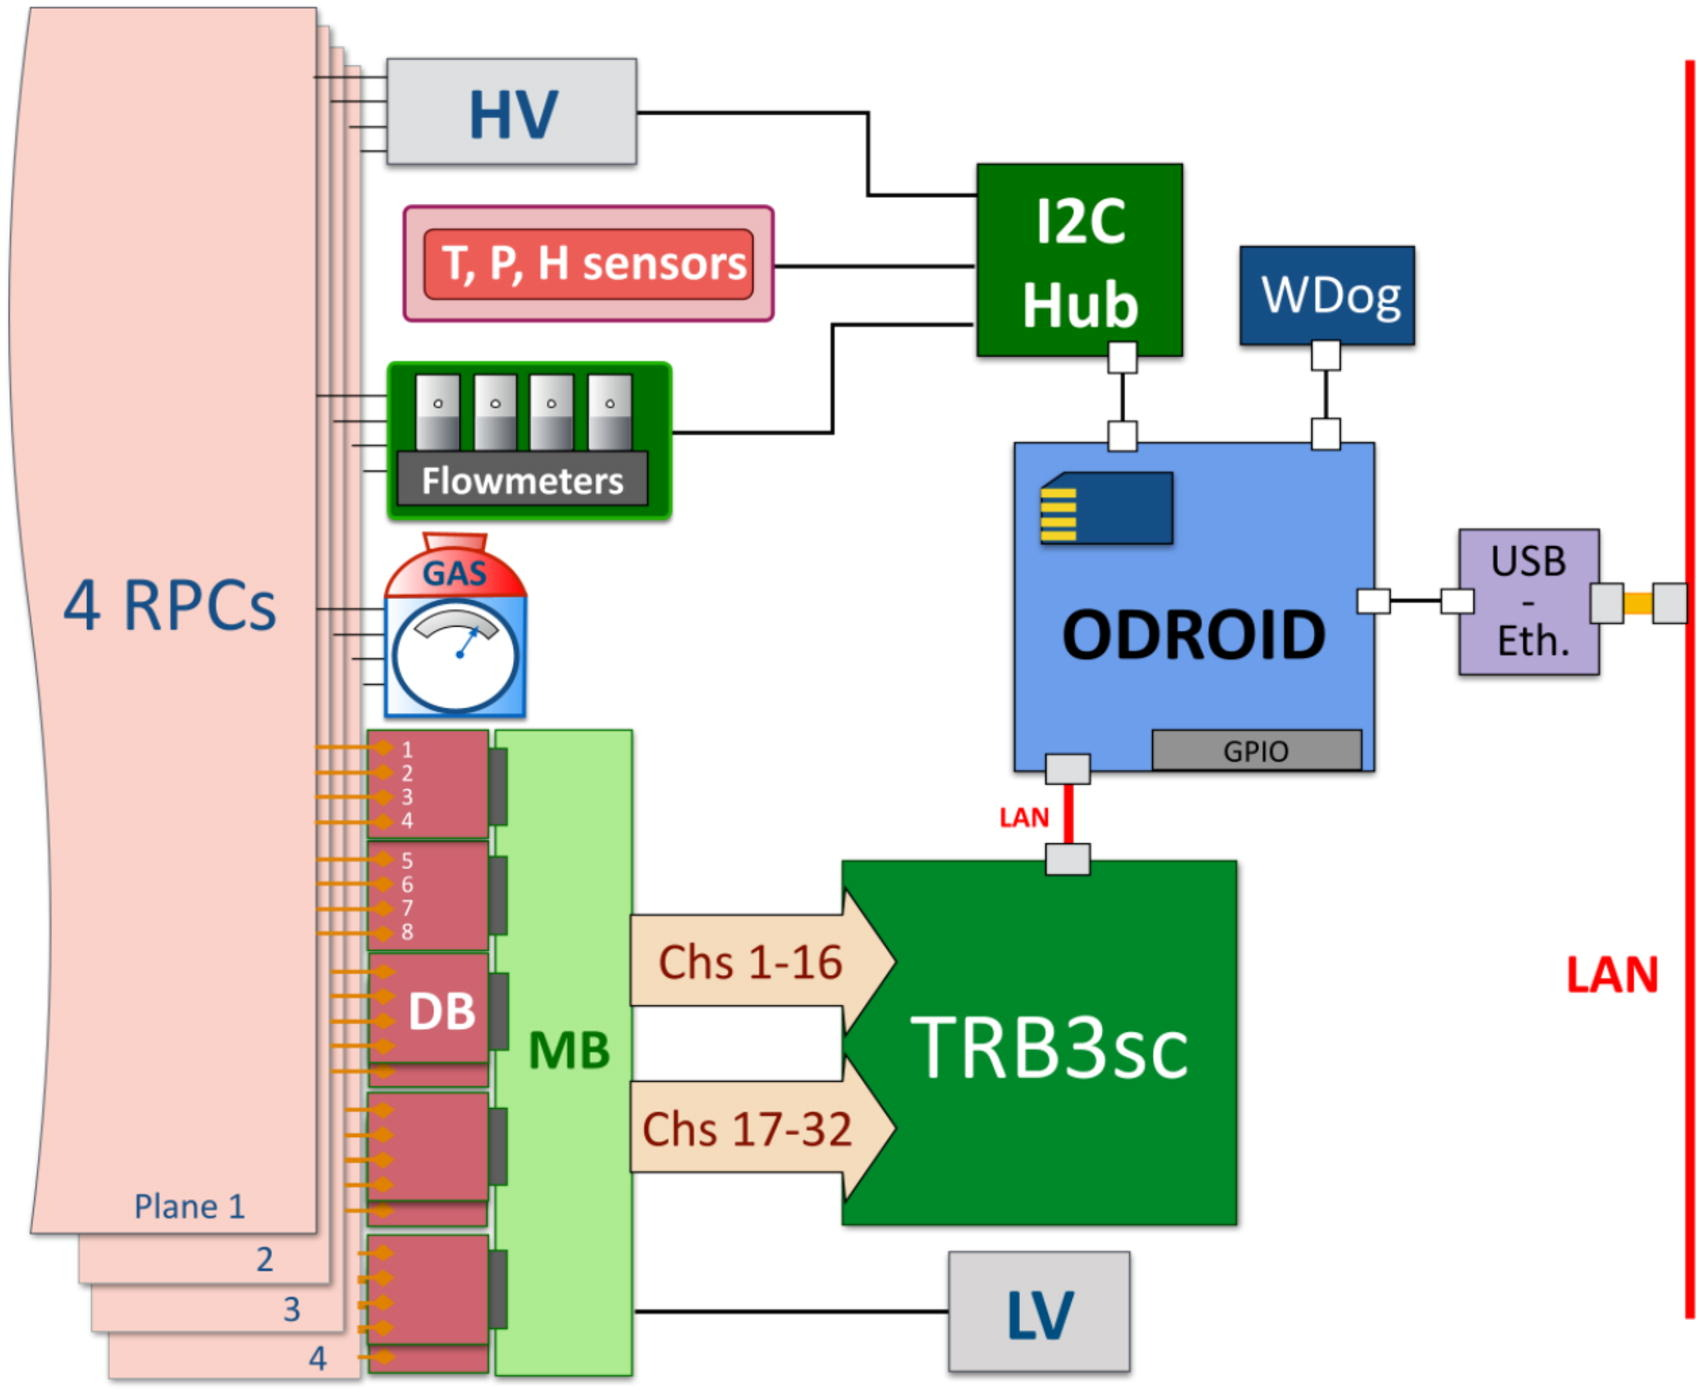 HV
T, P, H sensors
I2C
Hub
WDog
Flowmeters
GAS
4 RPCs
ODROID
USB
-
Eth.
GPIO
LAN
1
2
3
4
5
6
7
8
DB
MB
Chs 1-16
Chs 17-32
TRB3sc
LAN
LV
Plane 1
2
3
4